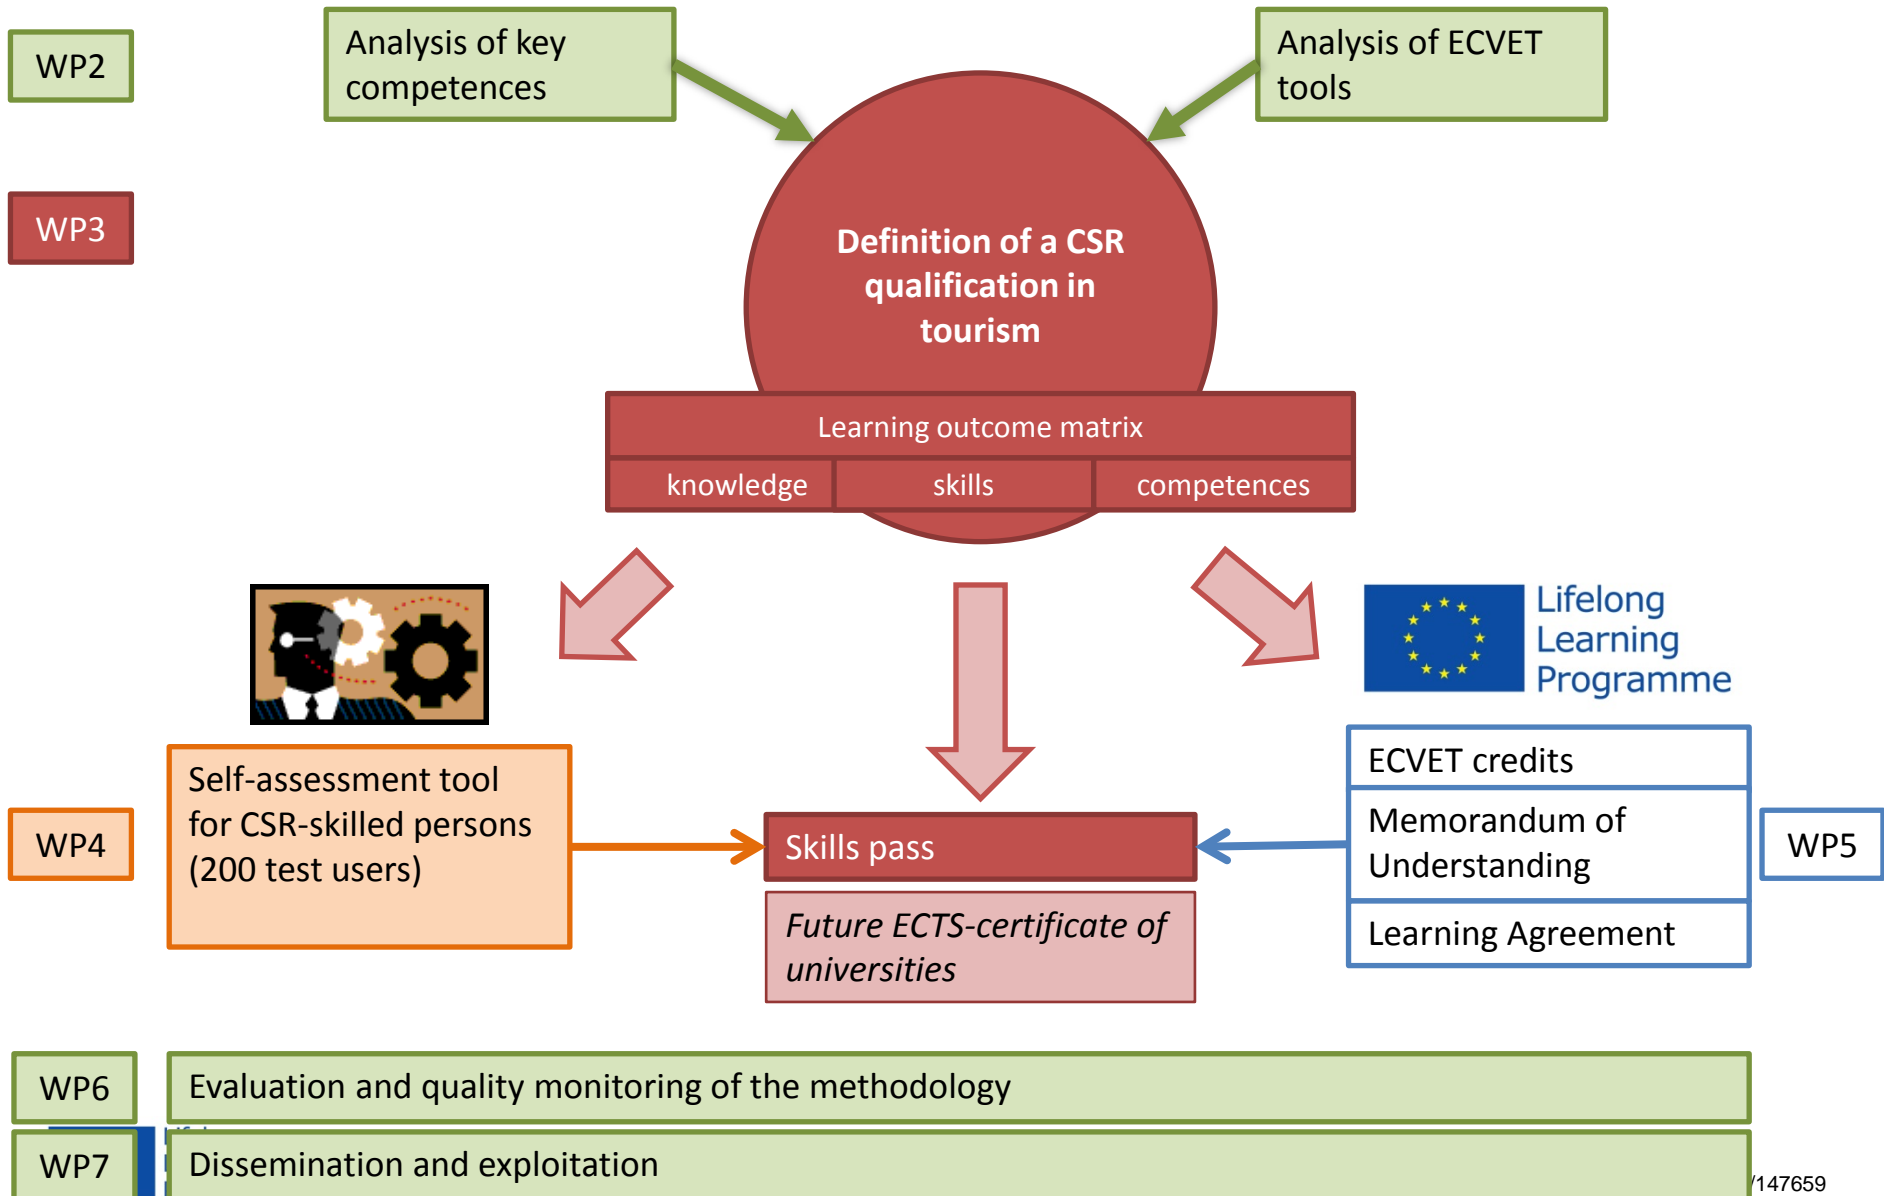 WP2
Analysis of key
competences
Analysis of ECVET
tools
WP3
Definition of a CSR
qualification in
tourism
Learning outcome matrix
knowledge
skills
competences
Lifelong
Learning
Programme
WP4
Self-assessment tool
for CSR-skilled persons
(200 test users)
Skills pass
Future ECTS-certificate of
universities
ECVET credits
Memorandum of
Understanding
Learning Agreement
WP5
WP6
Evaluation and quality monitoring of the methodology
WP7
Dissemination and exploitation
/147659